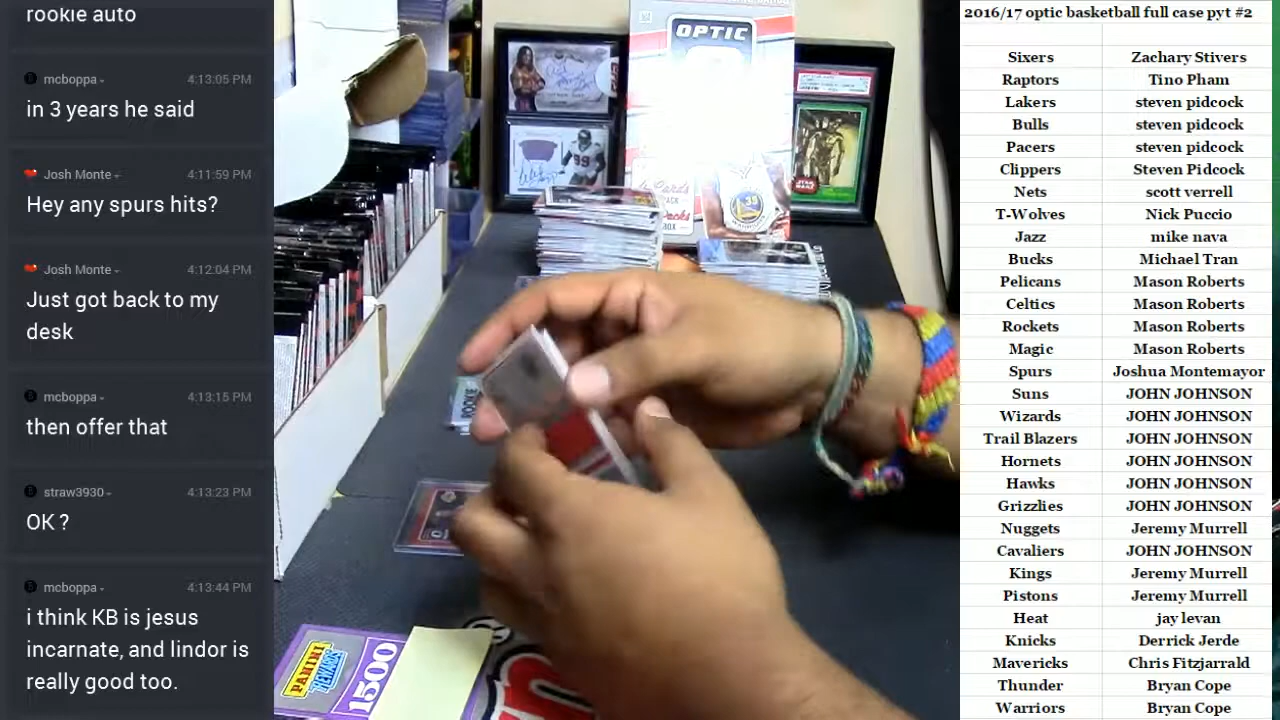 rookie auto
mcboppa 4:13:05 PM
in 3 years he said
Josh Monte 4:11:59 PM
Hey any spurs hits?
Josh Monte 4:12:04 PM
Just got back to my
desk
mcboppa 4:13:15 PM
then offer that
straw3930 4:13:23 PM
OK ?
mcboppa 4:13:44 PM
i think KB is jesus
incarnate, and lindor is
really good too.
OPTIC
STAR
WARS
PANINI
REWARDS
1500
2016/17 optic basketball full case pyt #2
Sixers Zachary Stivers
Raptors Tino Pham
Lakers steven pidcock
Bulls steven pidcock
Pacers steven pidcock
Clippers Steven Pidcock
Nets scott verrell
T-Wolves Nick Puccio
Jazz mike nava
Bucks Michael Tran
Pelicans Mason Roberts
Celtics Mason Roberts
Rockets Mason Roberts
Magic Mason Roberts
Spurs Joshua Montemayor
Suns JOHN JOHNSON
Wizards JOHN JOHNSON
Trail Blazers JOHN JOHNSON
Hornets JOHN JOHNSON
Hawks JOHN JOHNSON
Grizzlies JOHN JOHNSON
Nuggets Jeremy Murrell
Cavaliers JOHN JOHNSON
Kings Jeremy Murrell
Pistons Jeremy Murrell
Heat jay levan
Knicks Derrick Jerde
Mavericks Chris Fitzjarrald
Thunder Bryan Cope
Warriors Bryan Cope